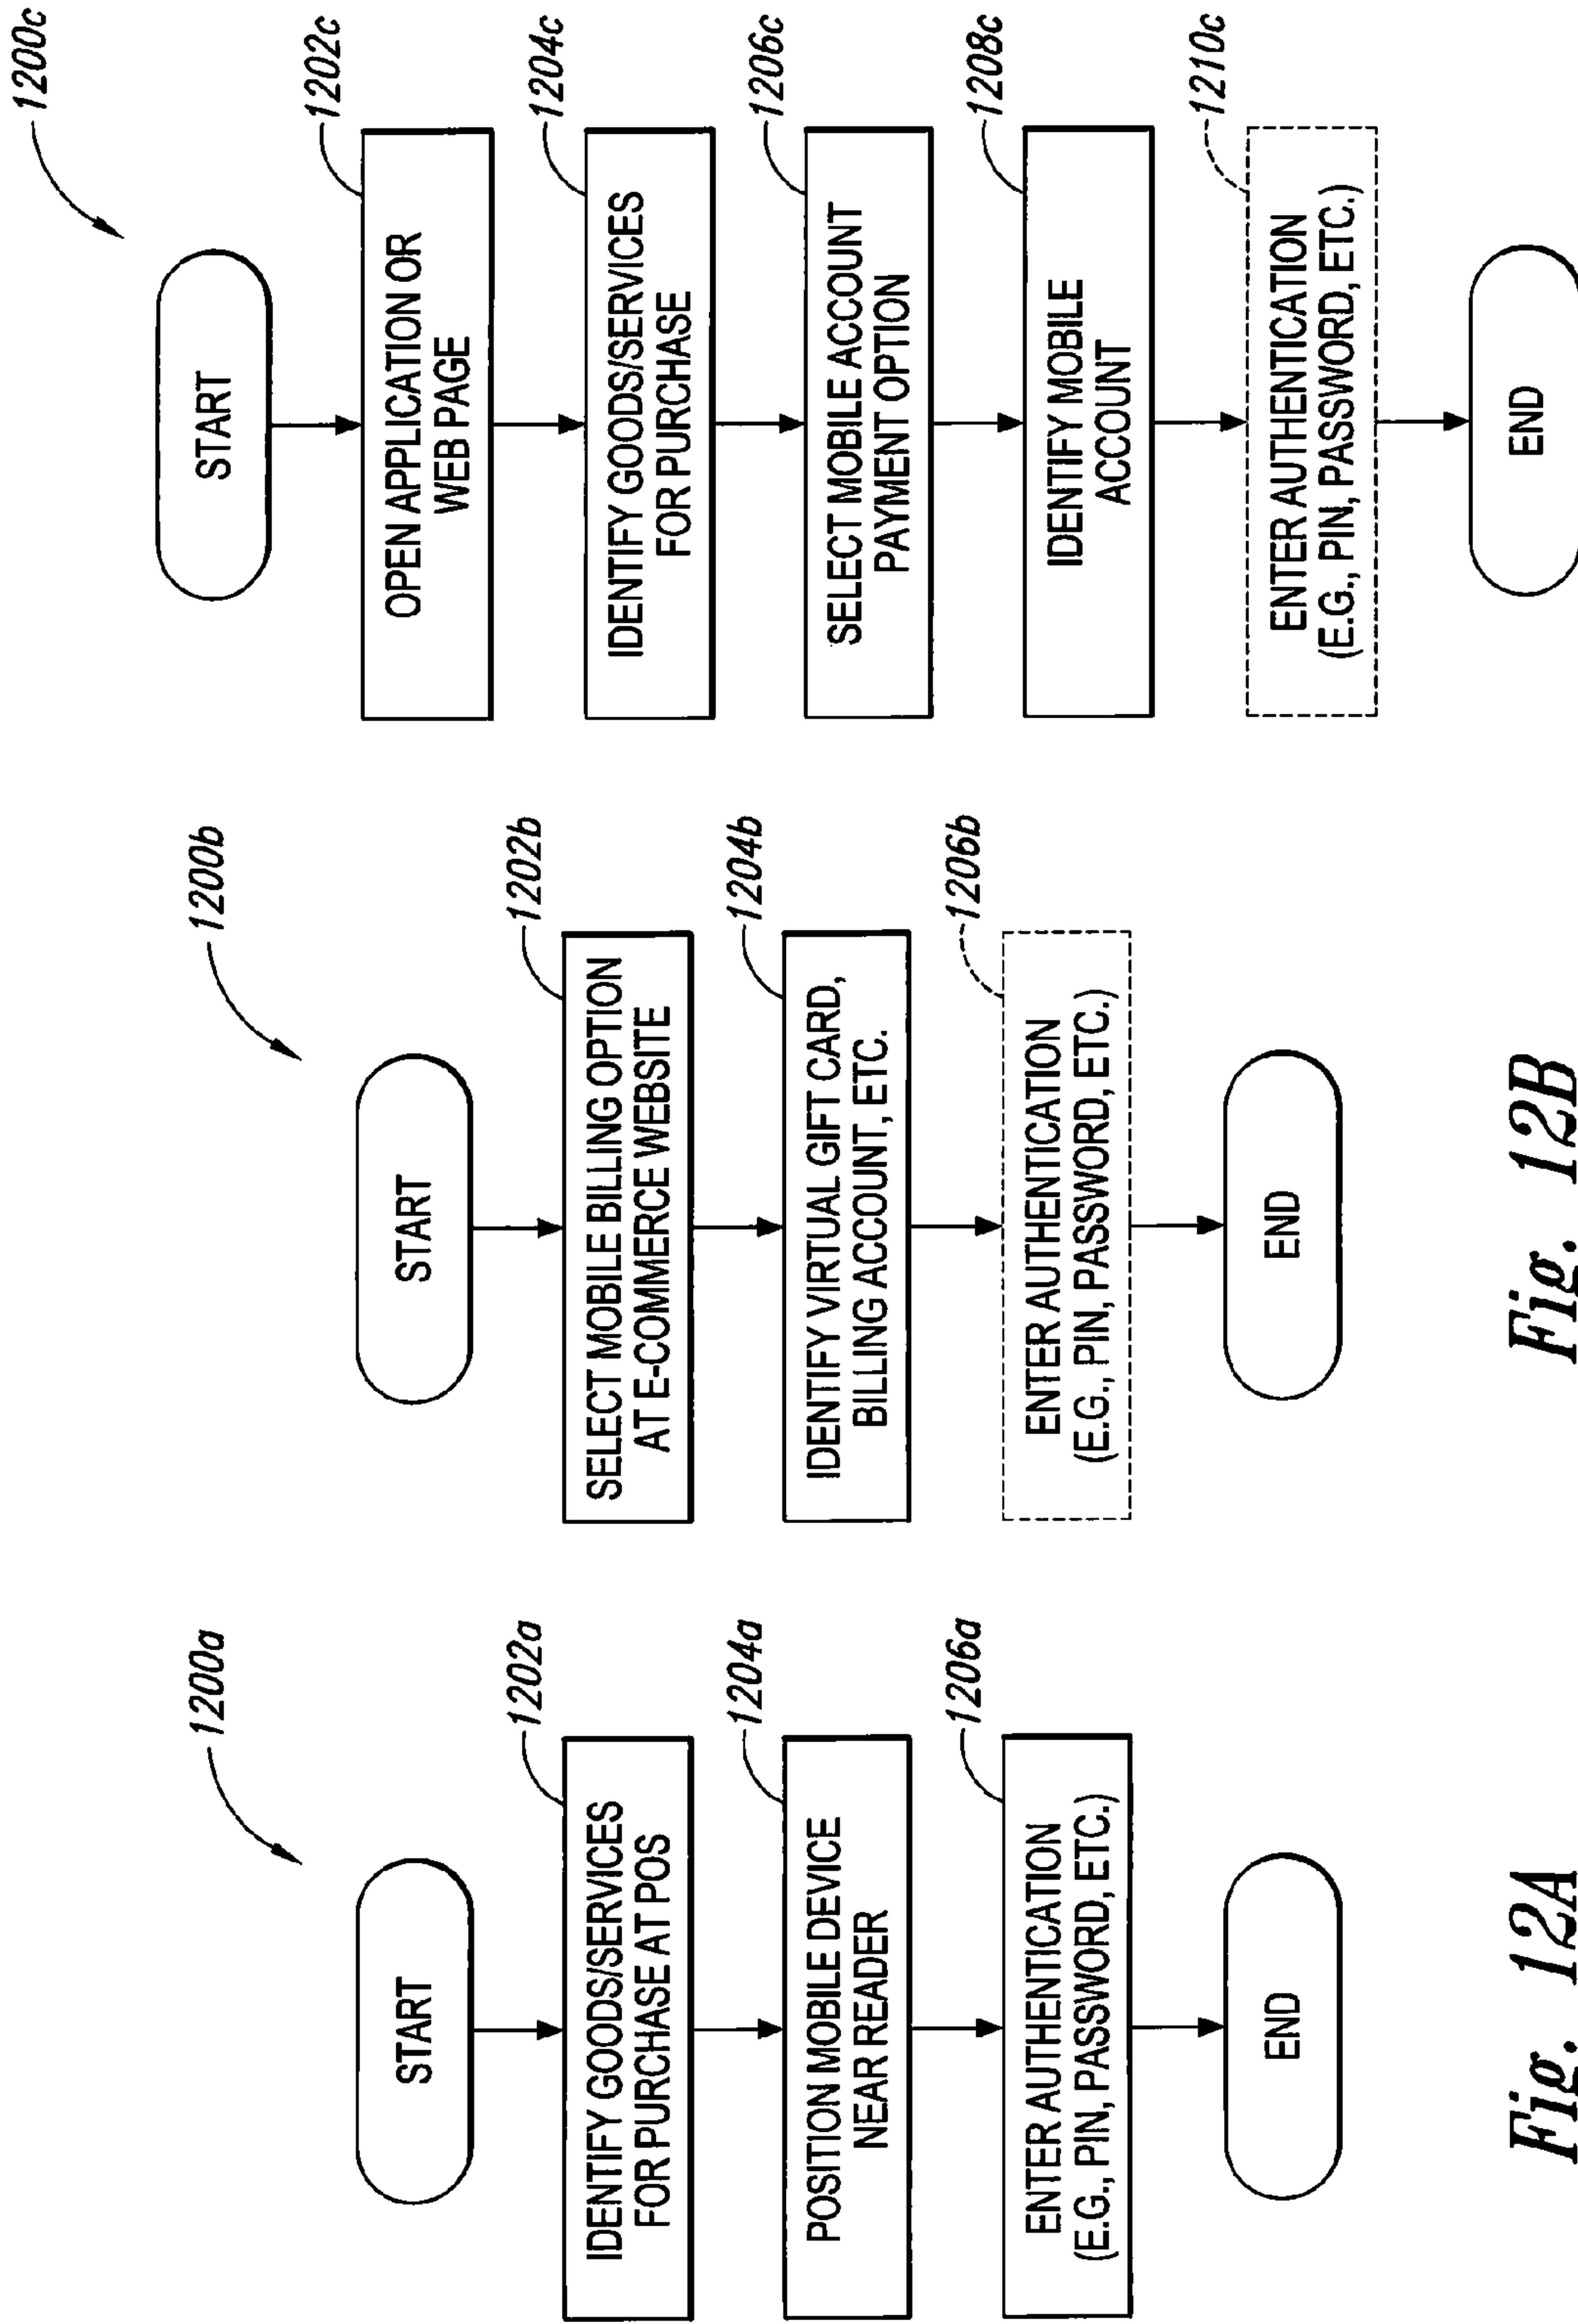 1200a
START
1202a
IDENTIFY GOODS/SERVICES
FOR PURCHASE AT POS
1204a
POSITION MOBILE DEVICE
NEAR READER
1206a
ENTER AUTHENTICATION
(E.G., PIN, PASSWORD, ETC.)
END
Fig. 12A
1200b
START
1202b
SELECT MOBILE BILLING OPTION
AT E-COMMERCE WEBSITE
1204b
IDENTIFY VIRTUAL GIFT CARD,
BILLING ACCOUNT, ETC.
1206b
ENTER AUTHENTICATION
(E.G., PIN, PASSWORD, ETC.)
END
Fig. 12B
1200c
START
1202c
OPEN APPLICATION OR
WEB PAGE
1204c
IDENTIFY GOODS/SERVICES
FOR PURCHASE
1206c
SELECT MOBILE ACCOUNT
PAYMENT OPTION
1208c
IDENTIFY MOBILE
ACCOUNT
1210c
ENTER AUTHENTICATION
(E.G., PIN, PASSWORD, ETC.)
END